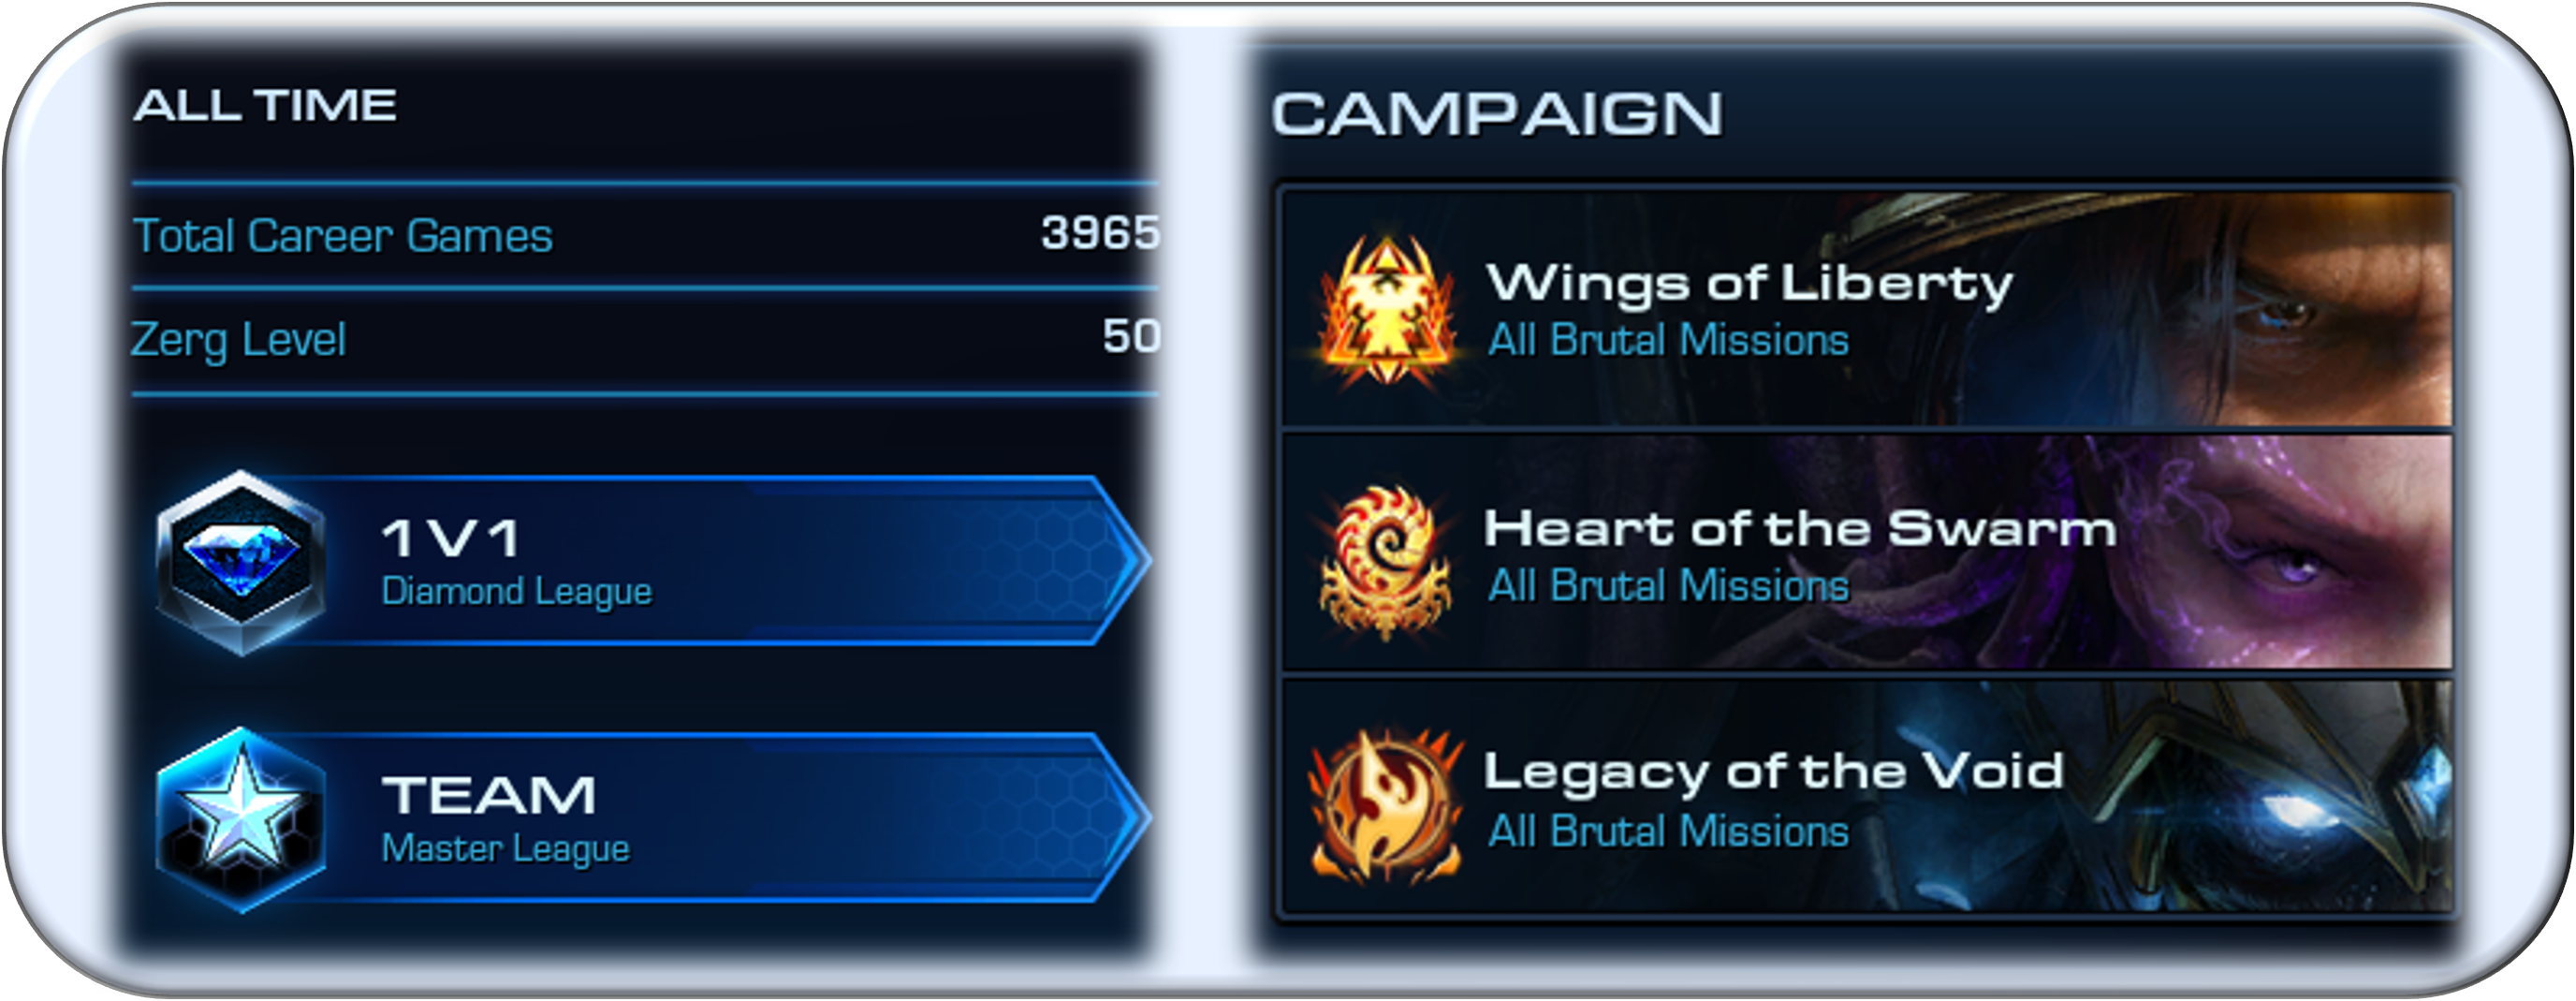 ALL TIME
Total Career Games 3965
Zerg Level 50
1V1
Diamond League
TEAM
Master League
CAMPAIGN
Wings of Liberty
All Brutal Missions
Heart of the Swarm
All Brutal Missions
Legacy of the Void
All Brutal Missions